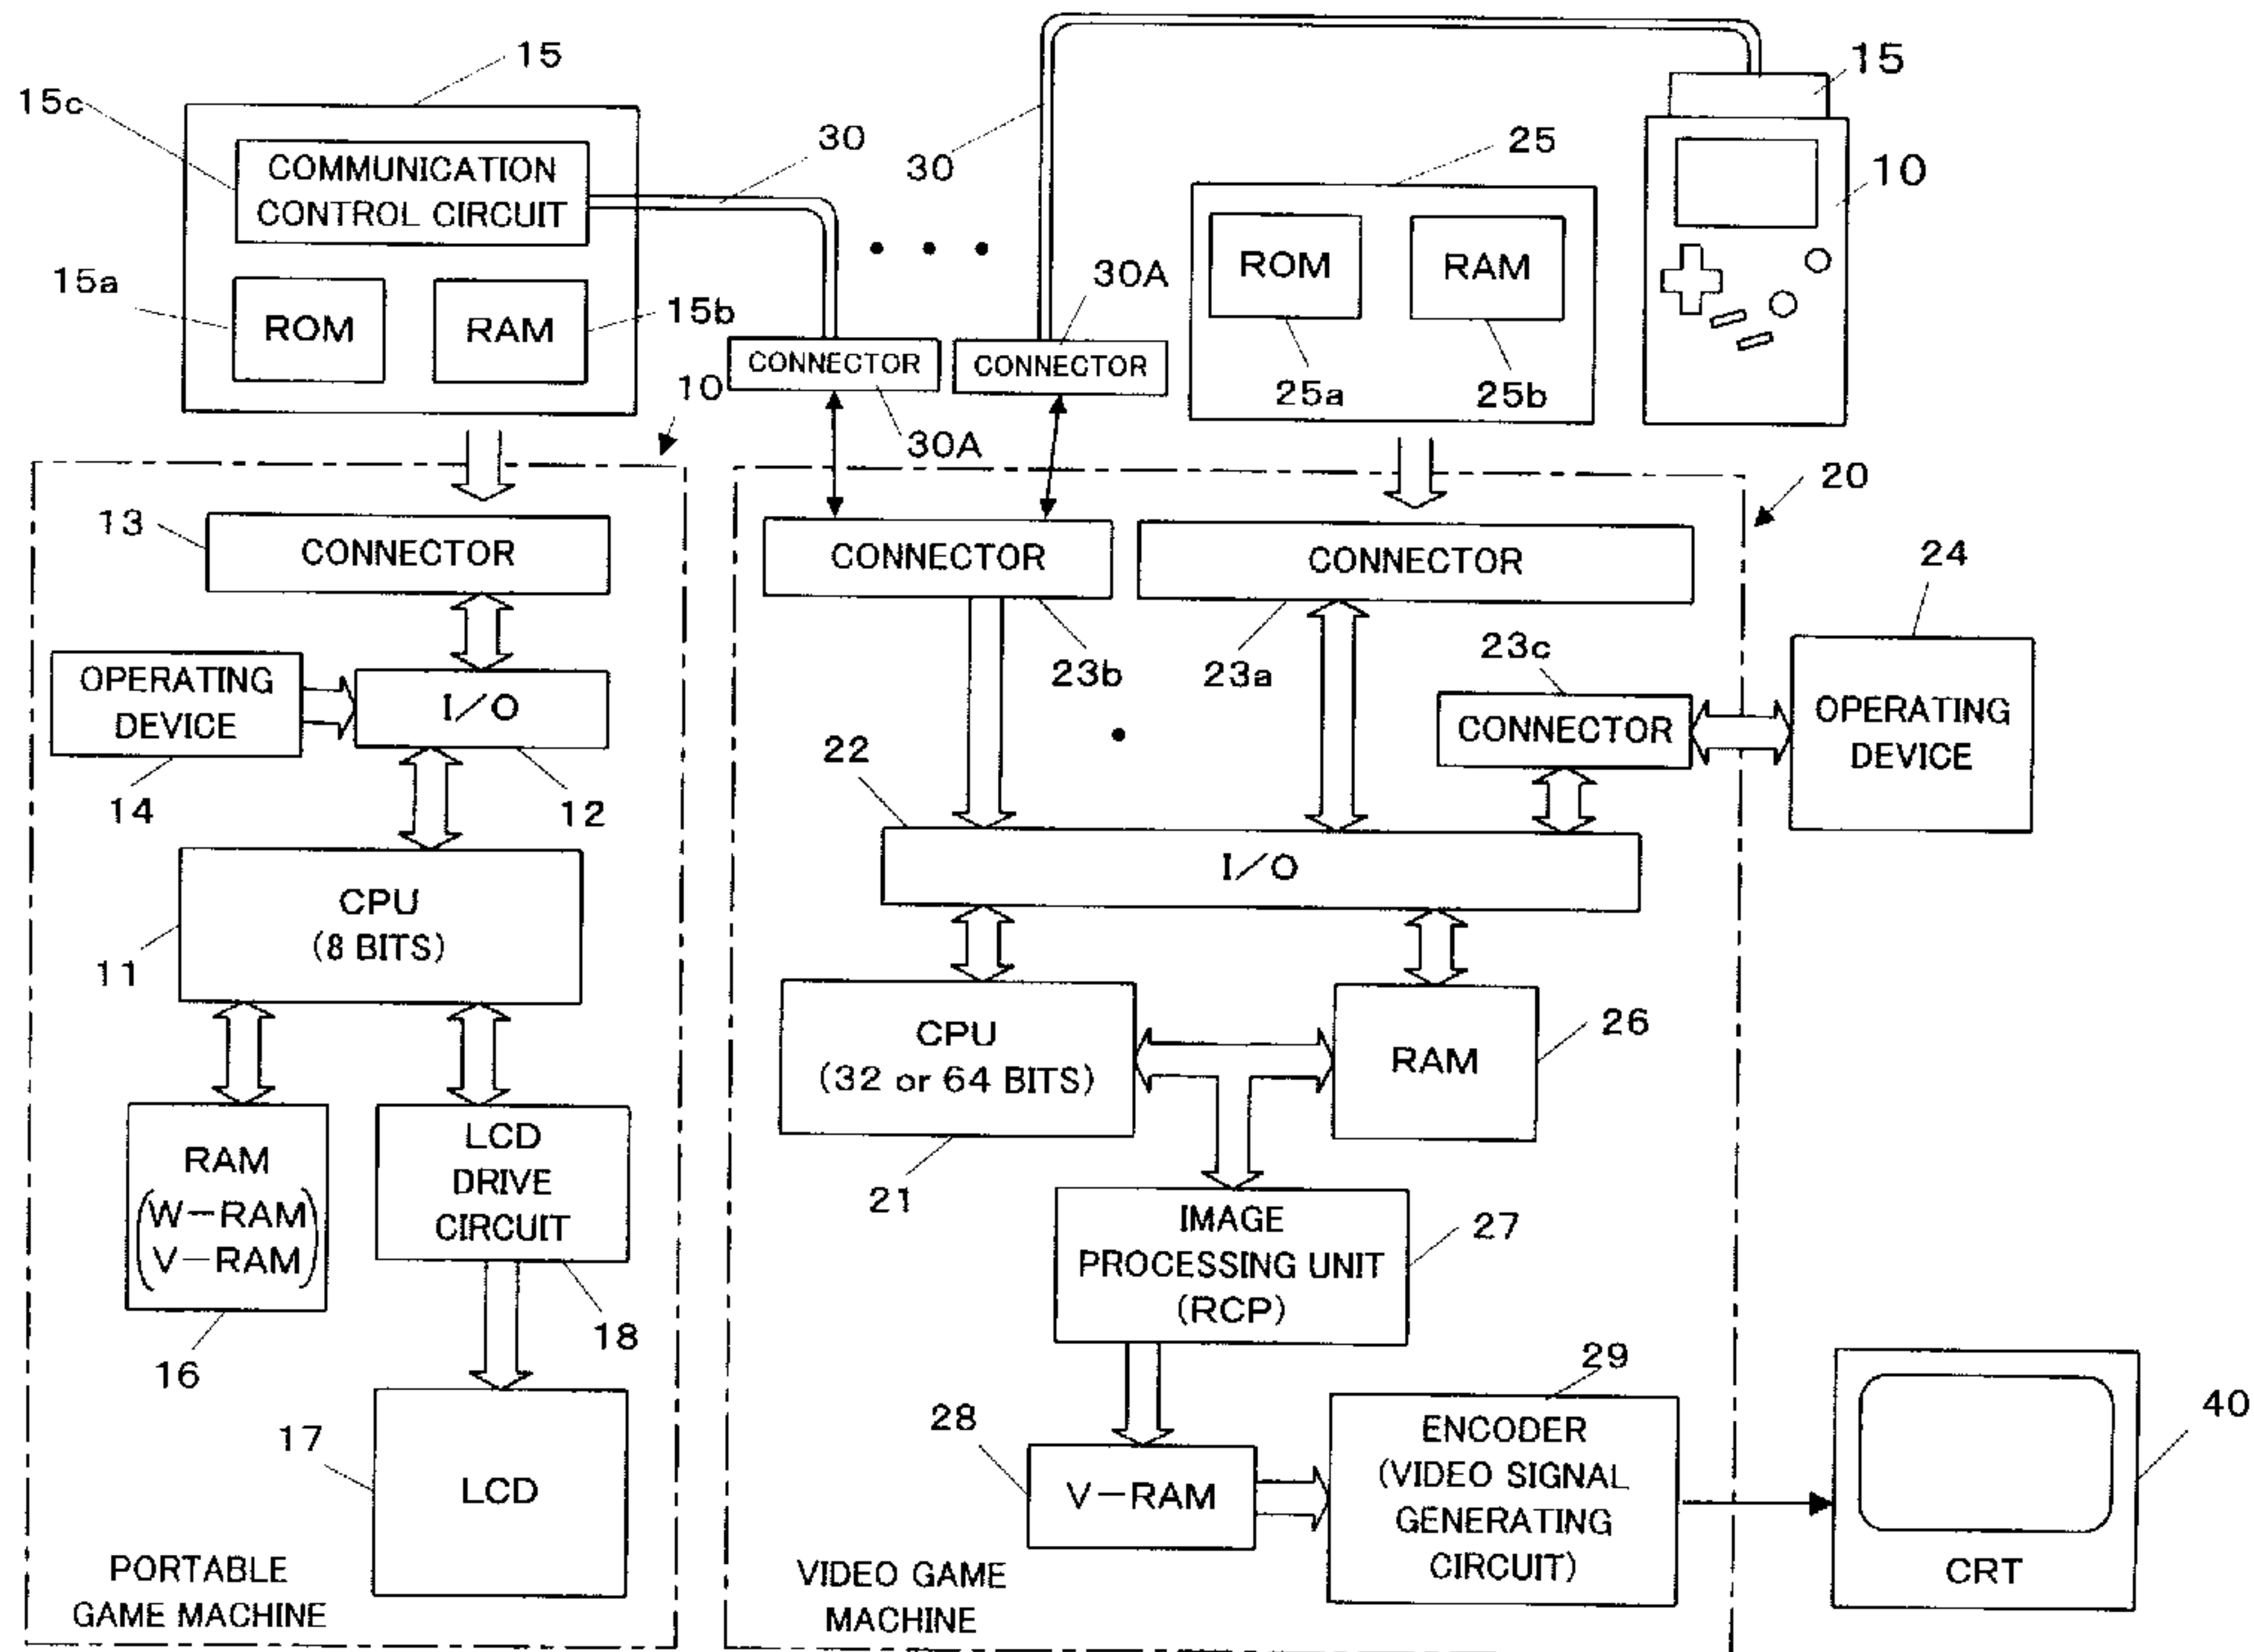 15
15c
COMMUNICATION
CONTROL CIRCUIT
15a
ROM
RAM
15b
30
30
15
25
ROM
RAM
25a
25b
10
30A
CONNECTOR
CONNECTOR
30A
10
13
CONNECTOR
OPERATING
DEVICE
14
I/O
12
CPU
(8 BITS)
11
RAM
(W-RAM
V-RAM)
16
LCD
DRIVE
CIRCUIT
18
17
LCD
PORTABLE
GAME MACHINE
20
CONNECTOR
23b
CONNECTOR
23a
23c
CONNECTOR
24
OPERATING
DEVICE
22
I/O
CPU
(32 or 64 BITS)
21
RAM
26
IMAGE
PROCESSING UNIT
(RCP)
27
28
V-RAM
29
ENCODER
(VIDEO SIGNAL
GENERATING
CIRCUIT)
40
CRT
VIDEO GAME
MACHINE